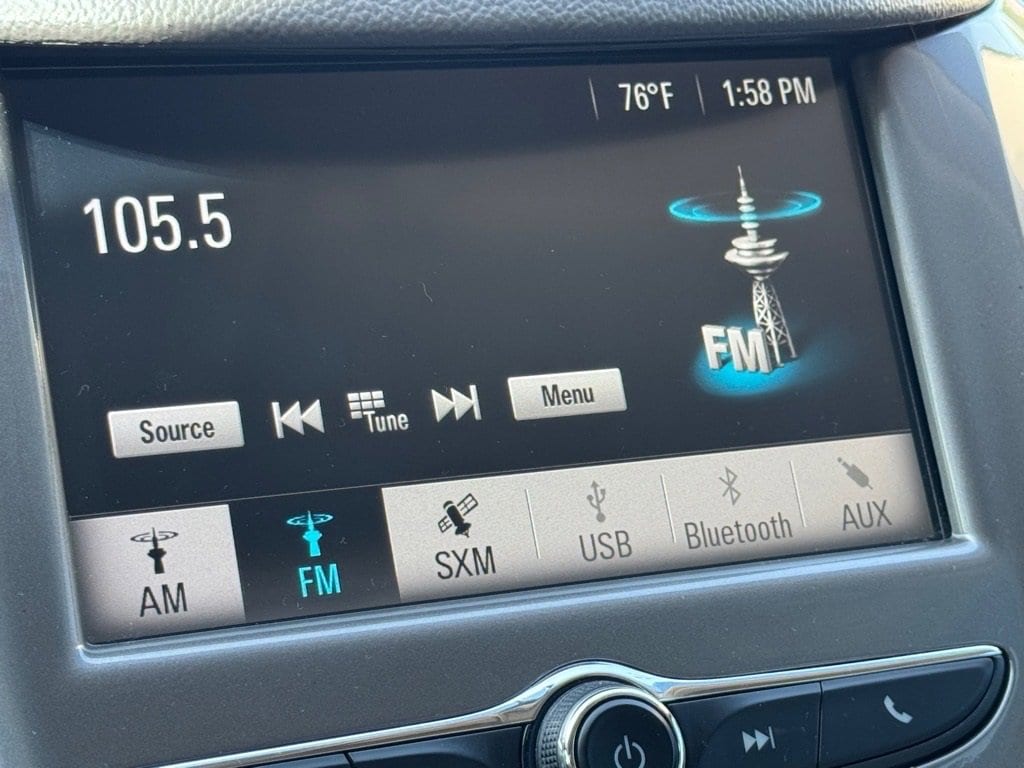 76°F 1:58 PM
105.5
FM
Source Tune Menu
AM FM SXM USB Bluetooth AUX